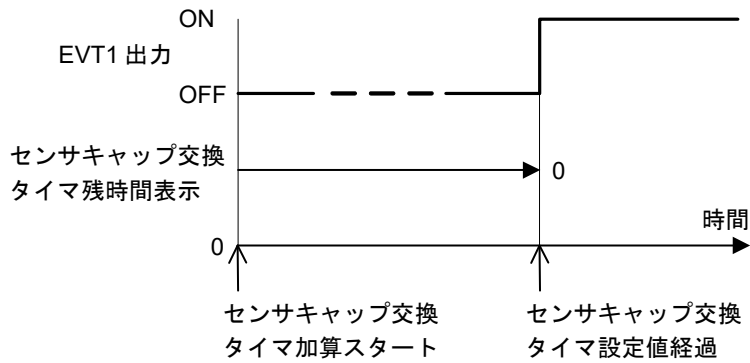 ON
EVT1 出力
OFF
センサキャップ交換
タイマ残時間表示
0
時間
0
センサキャップ交換
タイマ加算スタート
センサキャップ交換
タイマ設定値経過